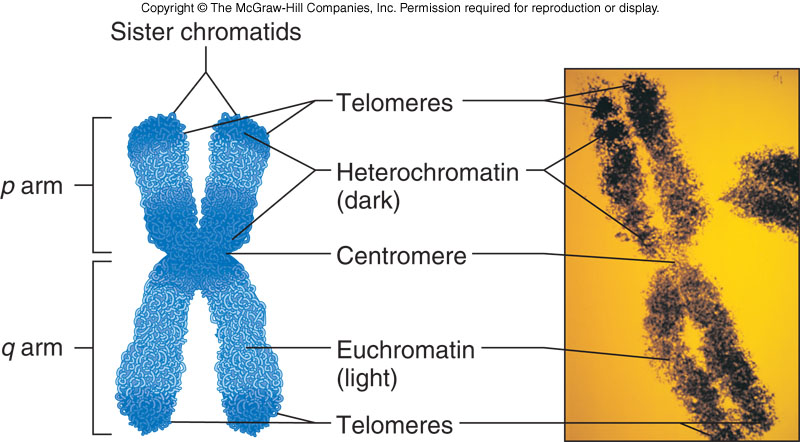 Copyright © The McGraw-Hill Companies, Inc. Permission required for reproduction or display.
Sister chromatids
Telomeres
p arm
Heterochromatin
(dark)
Centromere
q arm
Euchromatin
(light)
Telomeres